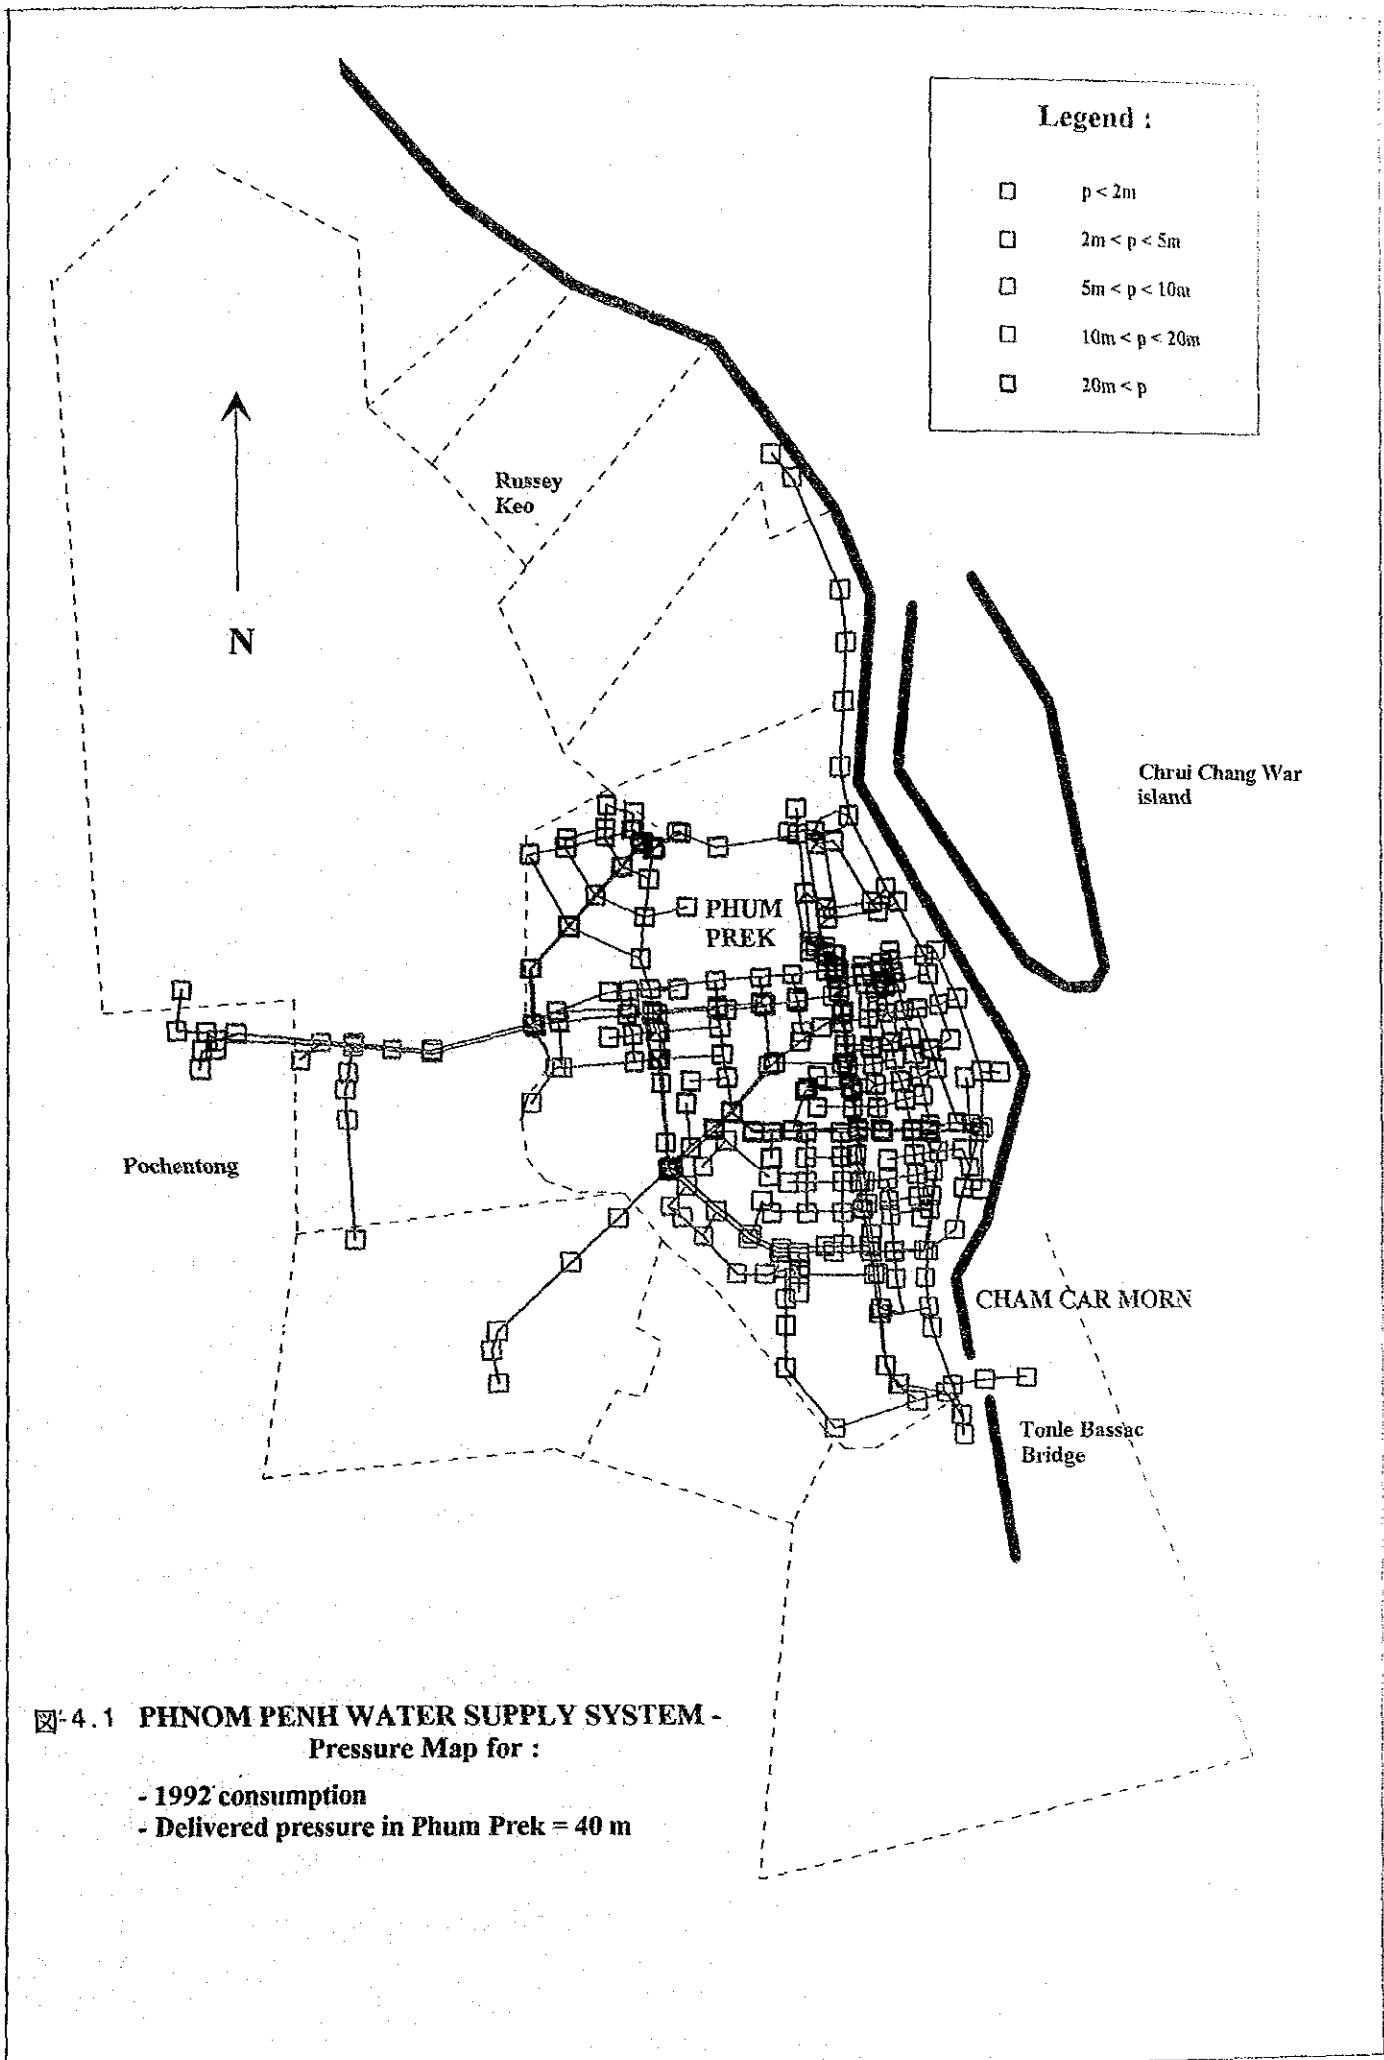 Legend :
p < 2m
2m < p < 5m
5m < p < 10m
10m < p < 20m
20m < p
Russey
Keo
N
Chrui Chang War
island
PHUM
PREK
Pochentong
CHAM CAR MORN
Tonle Bassac
Bridge
図-4.1 PHNOM PENH WATER SUPPLY SYSTEM -
Pressure Map for :
- 1992 consumption
- Delivered pressure in Phum Prek = 40 m